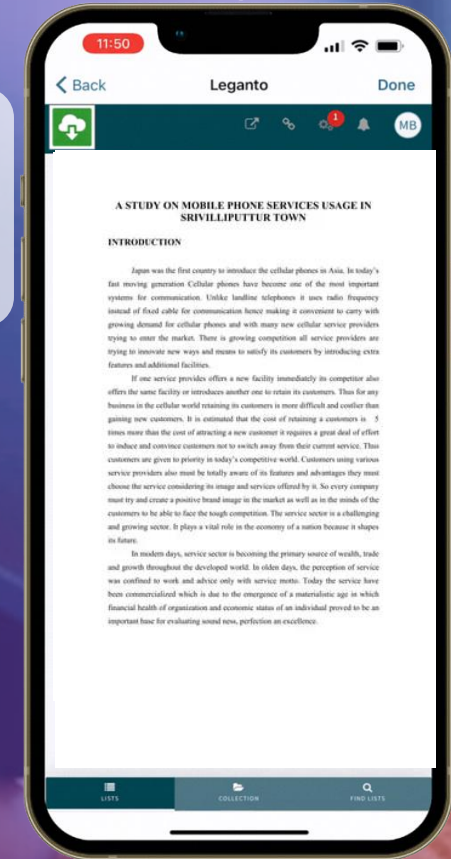 11:50
Back Leganto Done
1
MB
A STUDY ON MOBILE PHONE SERVICES USAGE IN
SRIVILLIPUTTUR TOWN
INTRODUCTION
Japan was the first country to introduce the cellular phones in Asia. In today's
fast moving generation Cellular phones have become one of the most important
systems for communication. Unlike landline telephones it uses radio frequency
instead of fixed cable for communication hence making it convenient to carry with
growing demand for cellular phones and with many new cellular service providers
trying to enter the market. There is growing competition all service providers are
trying to innovate new ways and means to satisfy its customers by introducing extra
features and additional facilities.
If one service provides offers a new facility immediately its competitor also
offers the same facility or introduces another one to retain its customers. Thus for any
business in the cellular world retaining its customers is more difficult and costlier than
gaining new customers. It is estimated that the cost of retaining a customers is 5
times more than the cost of attracting a new customer it requires a great deal of effort
to induce and convince customers not to switch away from their current service. Thus
customers are given to priority in today's competitive world. Customers using various
service providers also must be totally aware of its features and advantages they must
choose the service considering its image and services offered by it. So every company
must try and create a positive brand image in the market as well as in the minds of the
customers to be able to face the tough competition. The service sector is a challenging
and growing sector. It plays a vital role in the economy of a nation because it shapes
its future.
In modern days, service sector is becoming the primary source of wealth, trade
and growth throughout the developed world. In olden days, the perception of service
was confined to work and advice only with service motto. Today the service have
been commercialized which is due to the emergence of a materialistic age in which
financial health of organization and economic status of an individual proved to be an
important base for evaluating sound ness, perfection an excellence.
LISTS COLLECTION FIND LISTS